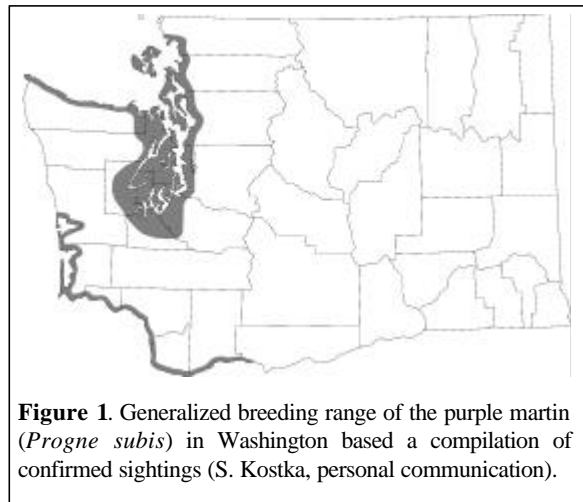 Figure 1. Generalized breeding range of the purple martin
(Progne subis) in Washington based a compilation of
confirmed sightings (S. Kostka, personal communication).